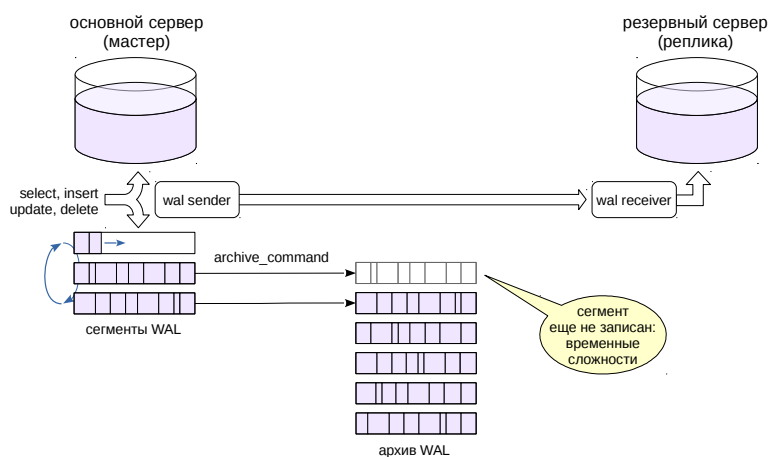 основной сервер
(мастер)
резервный сервер
(реплика)
select, insert
update, delete
wal sender
wal receiver
archive_command
сегменты WAL
сегмент
еще не записан:
временные
сложности
архив WAL